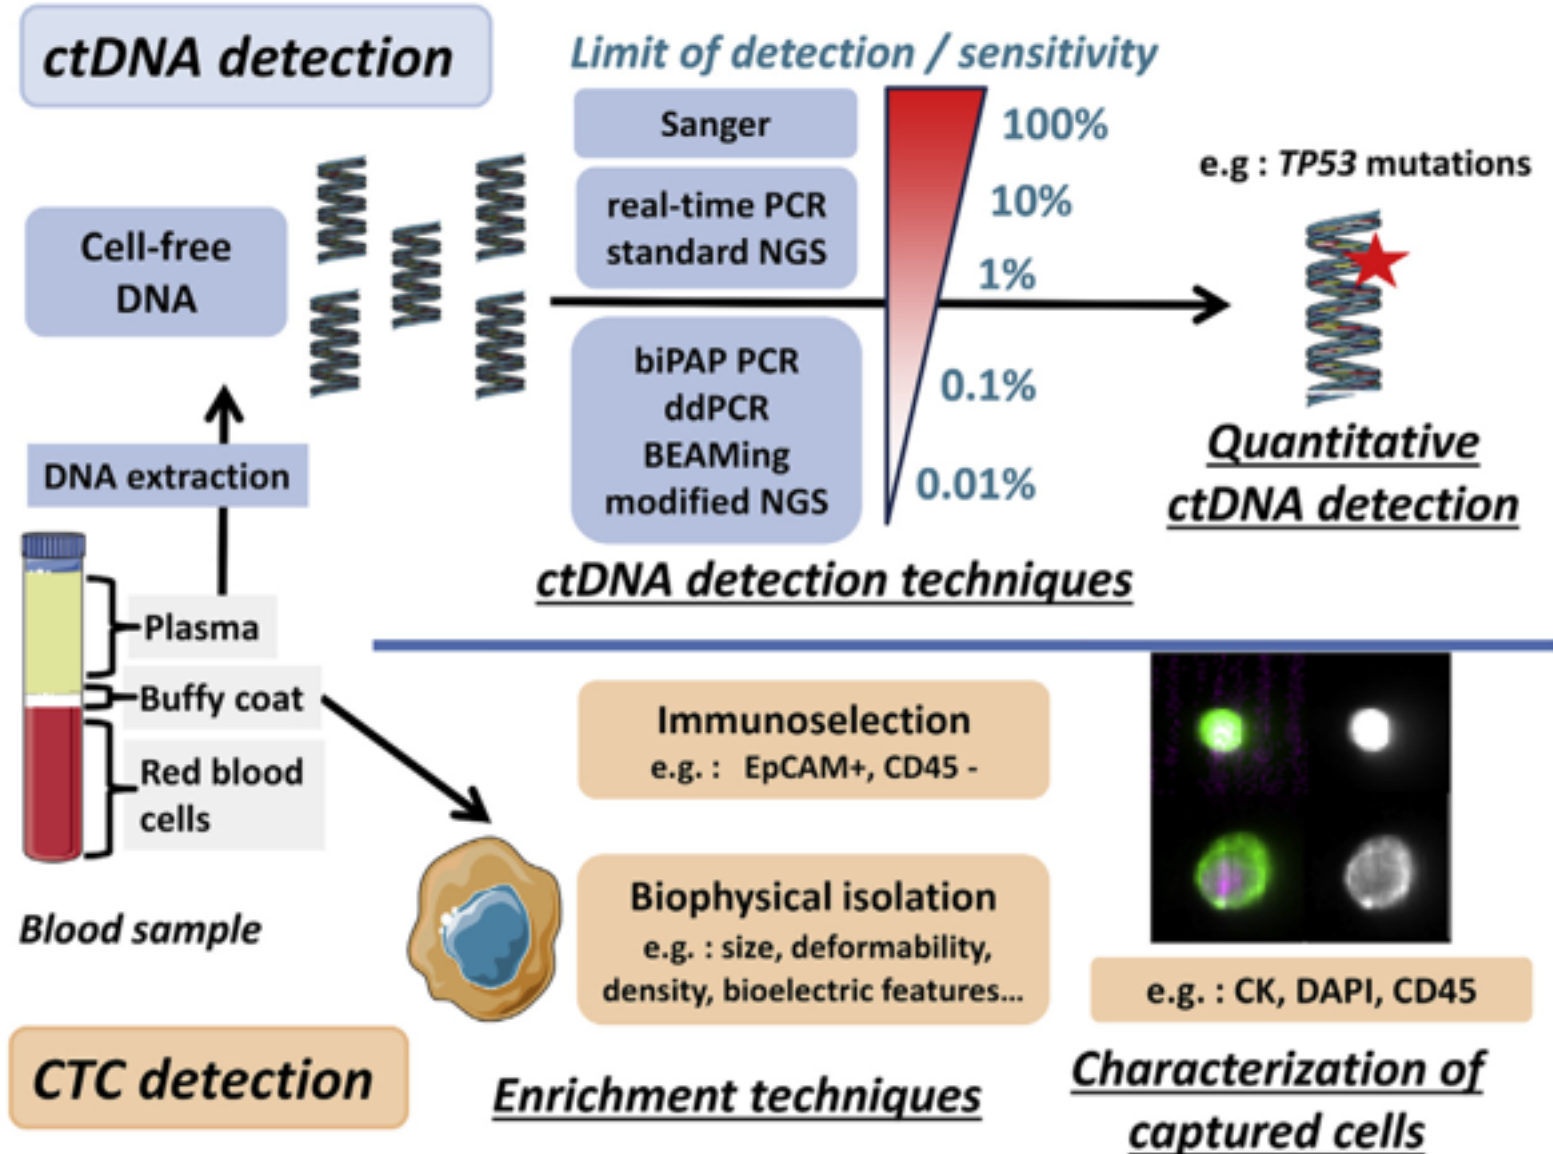 ctDNA detection
Limit of detection / sensitivity
Sanger
100%
e.g : TP53 mutations
real-time PCR
standard NGS
10%
1%
Cell-free
DNA
biPAP PCR
ddPCR
BEAMing
modified NGS
0.1%
0.01%
Quantitative
ctDNA detection
DNA extraction
ctDNA detection techniques
Plasma
Buffy coat
Red blood
cells
Blood sample
Immunoselection
e.g. : EpCAM+, CD45 -
Biophysical isolation
e.g. : size, deformability,
density, bioelectric features...
e.g. : CK, DAPI, CD45
CTC detection
Enrichment techniques
Characterization of
captured cells